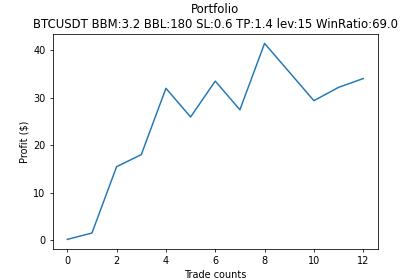 Portfolio
BTCUSDT BBM:3.2 BBL:180 SL:0.6 TP:1.4 lev:15 WinRatio:69.0
40
30
20
10
0
Profit ($)
0 2 4 6 8 10 12
Trade counts